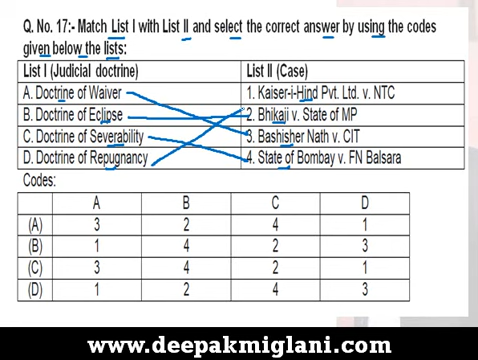 Q. No. 17:- Match List I with List II and select the correct answer by using the codes
given below the lists:
List I (Judicial doctrine) List II (Case)
A. Doctrine of Waiver 1. Kaiser-i-Hind Pvt. Ltd. v. NTC
B. Doctrine of Eclipse 2. Bhikaji v. State of MP
C. Doctrine of Severability 3. Bashisher Nath v. CIT
D. Doctrine of Repugnancy 4. State of Bombay v. FN Balsara
Codes:
A B C D
(A) 3 2 4 1
(B) 1 4 2 3
(C) 3 4 2 1
(D) 1 2 4 3
www.deepakmiglani.com